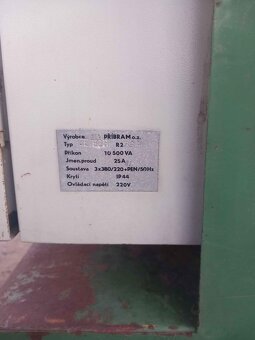 Výrobce PŘÍBRAM o.z.
Typ R2
Příkon 10 500 VA
Jmen.proud 25A
Soustava 3x380/220+PEN/50Hz
Krytí IP44
Ovládací napětí 220V